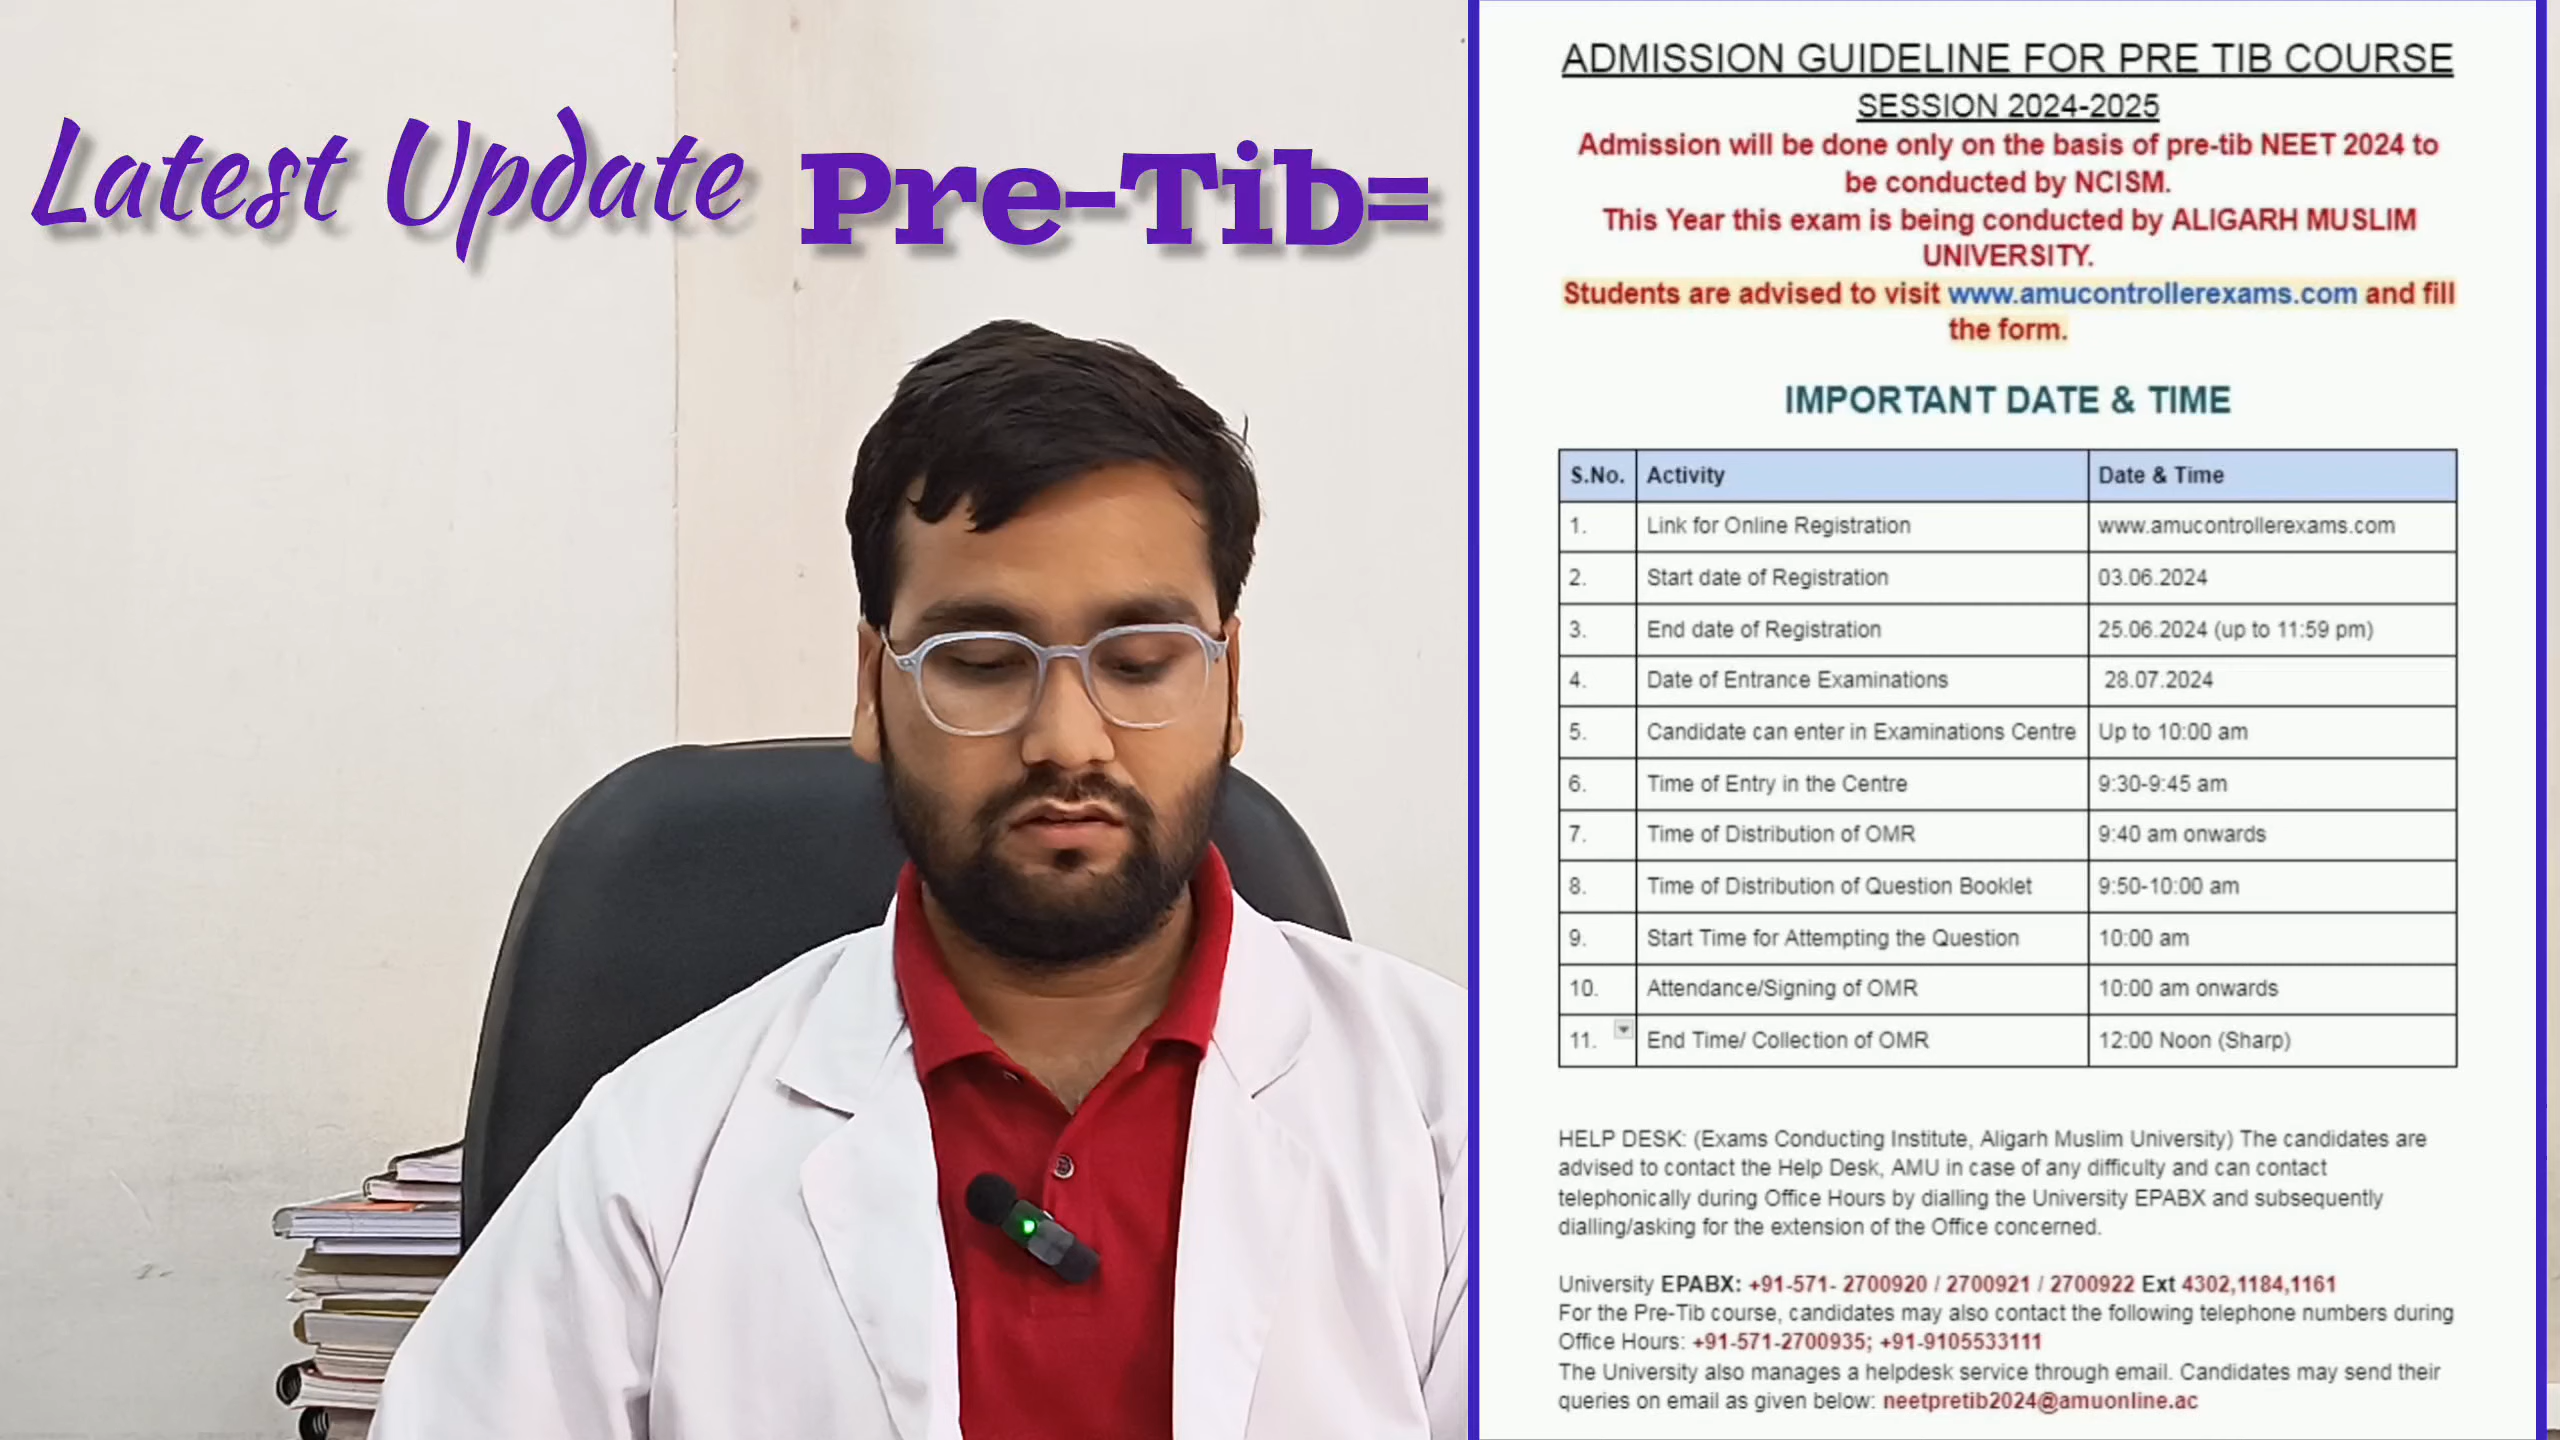 Latest Update Pre-Tib=
ADMISSION GUIDELINE FOR PRE TIB COURSE
SESSION 2024-2025
Admission will be done only on the basis of pre-tib NEET 2024 to
be conducted by NCISM.
This Year this exam is being conducted by ALIGARH MUSLIM
UNIVERSITY.
Students are advised to visit www.amucontrollerexams.com and fill
the form.
IMPORTANT DATE & TIME
S.No. Activity Date & Time
1. Link for Online Registration www.amucontrollerexams.com
2. Start date of Registration 03.06.2024
3. End date of Registration 25.06.2024 (up to 11:59 pm)
4. Date of Entrance Examinations 28.07.2024
5. Candidate can enter in Examinations Centre Up to 10:00 am
6. Time of Entry in the Centre 9:30-9:45 am
7. Time of Distribution of OMR 9:40 am onwards
8. Time of Distribution of Question Booklet 9:50-10:00 am
9. Start Time for Attempting the Question 10:00 am
10. Attendance/Signing of OMR 10:00 am onwards
11. End Time/ Collection of OMR 12:00 Noon (Sharp)
HELP DESK: (Exams Conducting Institute, Aligarh Muslim University) The candidates are
advised to contact the Help Desk, AMU in case of any difficulty and can contact
telephonically during Office Hours by dialling the University EPABX and subsequently
dialling/asking for the extension of the Office concerned.
University EPABX: +91-571- 2700920 / 2700921 / 2700922 Ext 4302,1184,1161
For the Pre-Tib course, candidates may also contact the following telephone numbers during
Office Hours: +91-571-2700935; +91-9105533111
The University also manages a helpdesk service through email. Candidates may send their
queries on email as given below: neetpretib2024@amuonline.ac